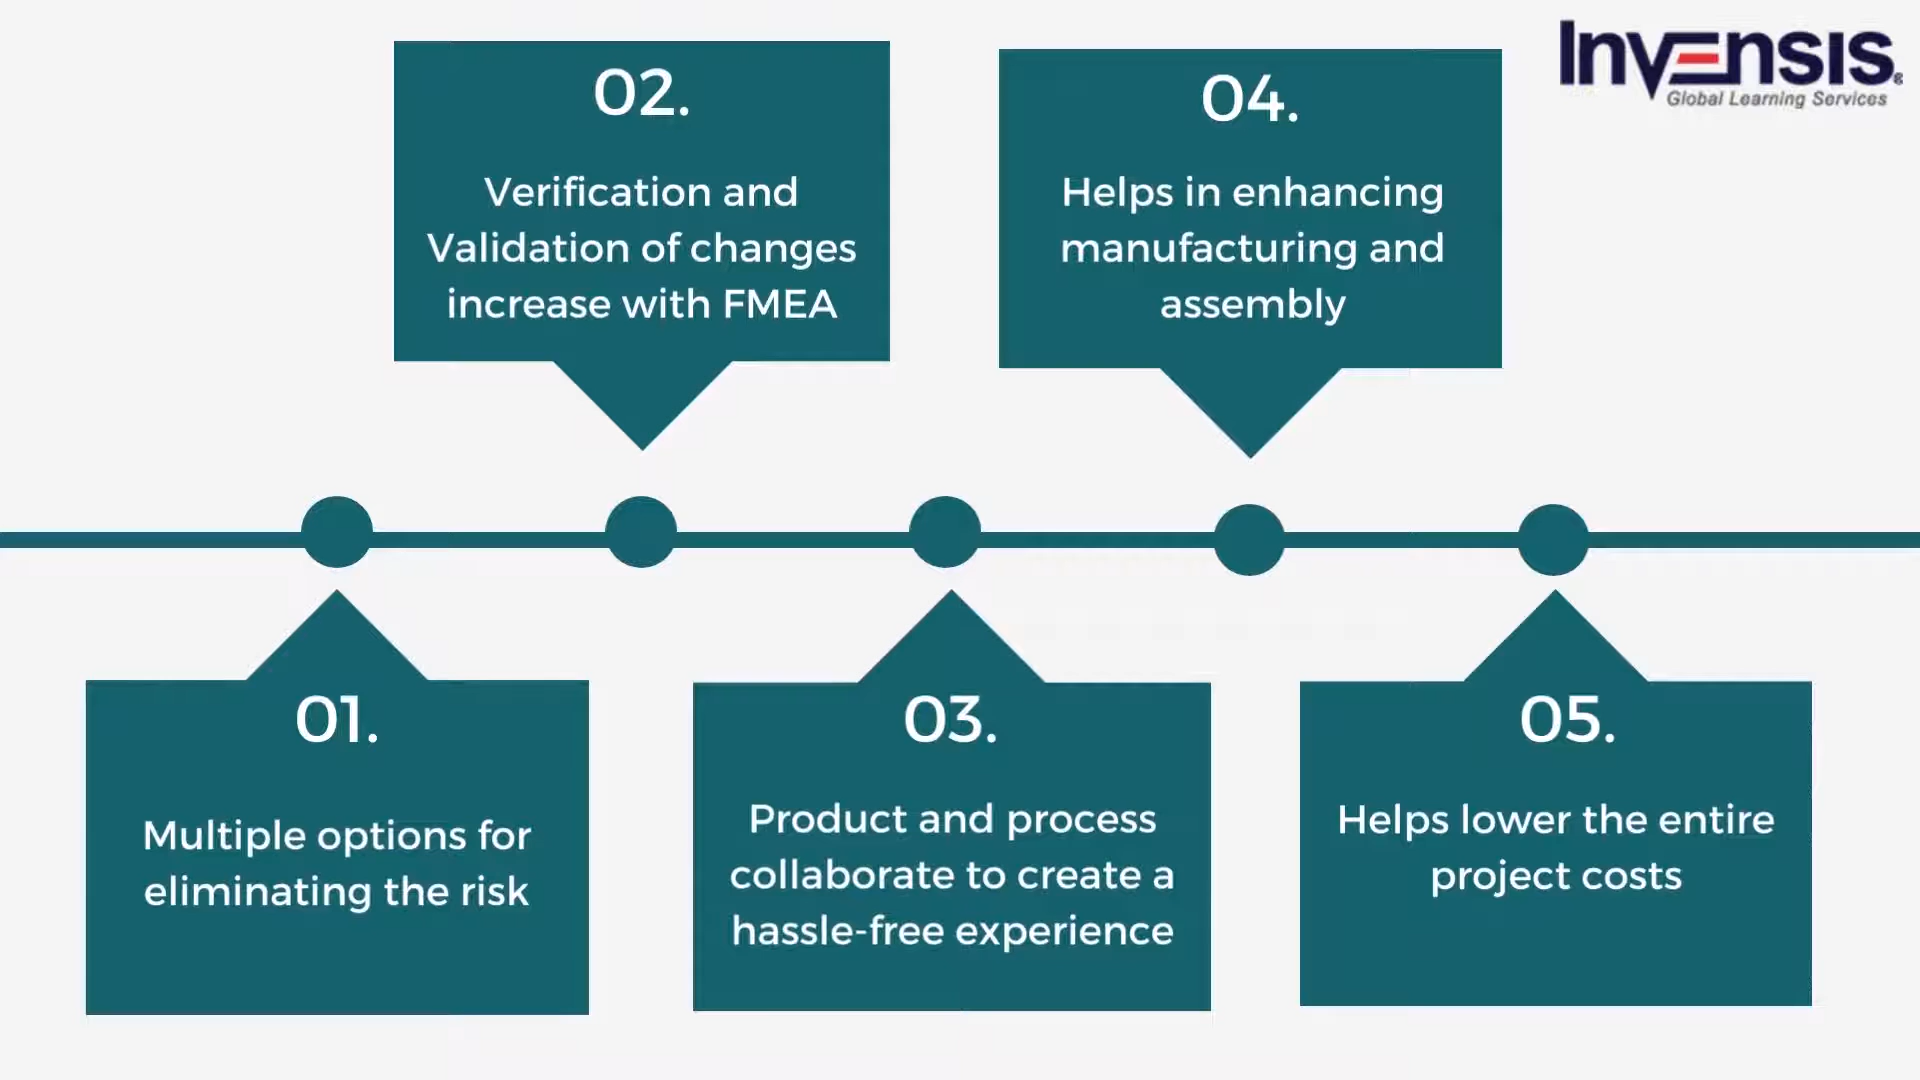 Invensis®
Global Learning Services
01.
Multiple options for
eliminating the risk
02.
Verification and
Validation of changes
increase with FMEA
03.
Product and process
collaborate to create a
hassle-free experience
04.
Helps in enhancing
manufacturing and
assembly
05.
Helps lower the entire
project costs